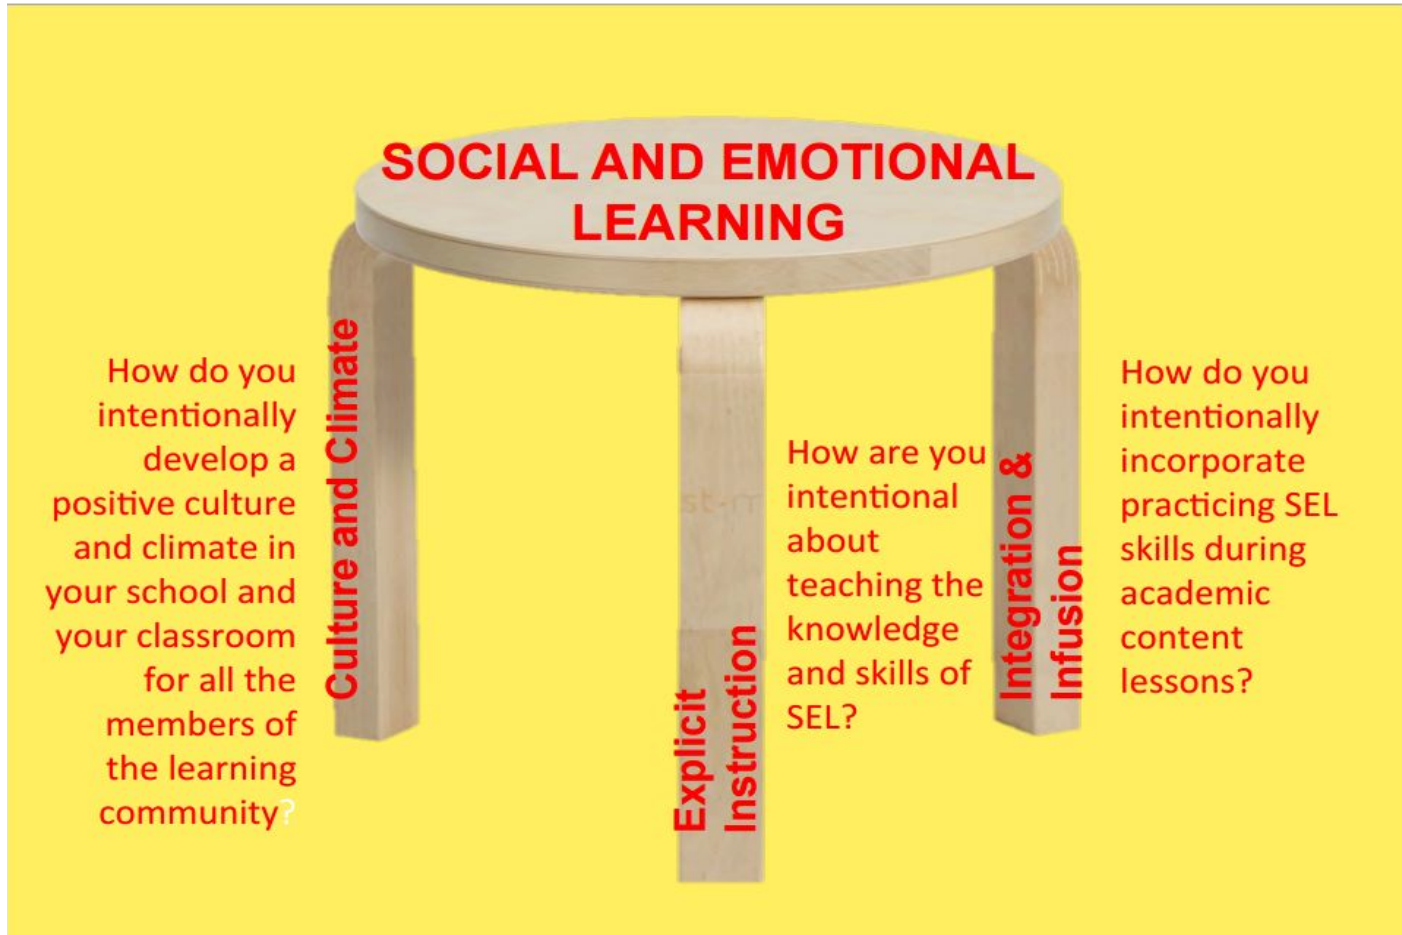 SOCIAL AND EMOTIONAL
LEARNING
How do you
intentionally
develop a
positive culture
and climate in
your school and
your classroom
for all the
members of
the learning
community?
Culture and Climate
Explicit
Instruction
How are you
intentional
about
teaching the
knowledge
and skills of
SEL?
Integration &
Infusion
How do you
intentionally
incorporate
practicing SEL
skills during
academic
content
lessons?